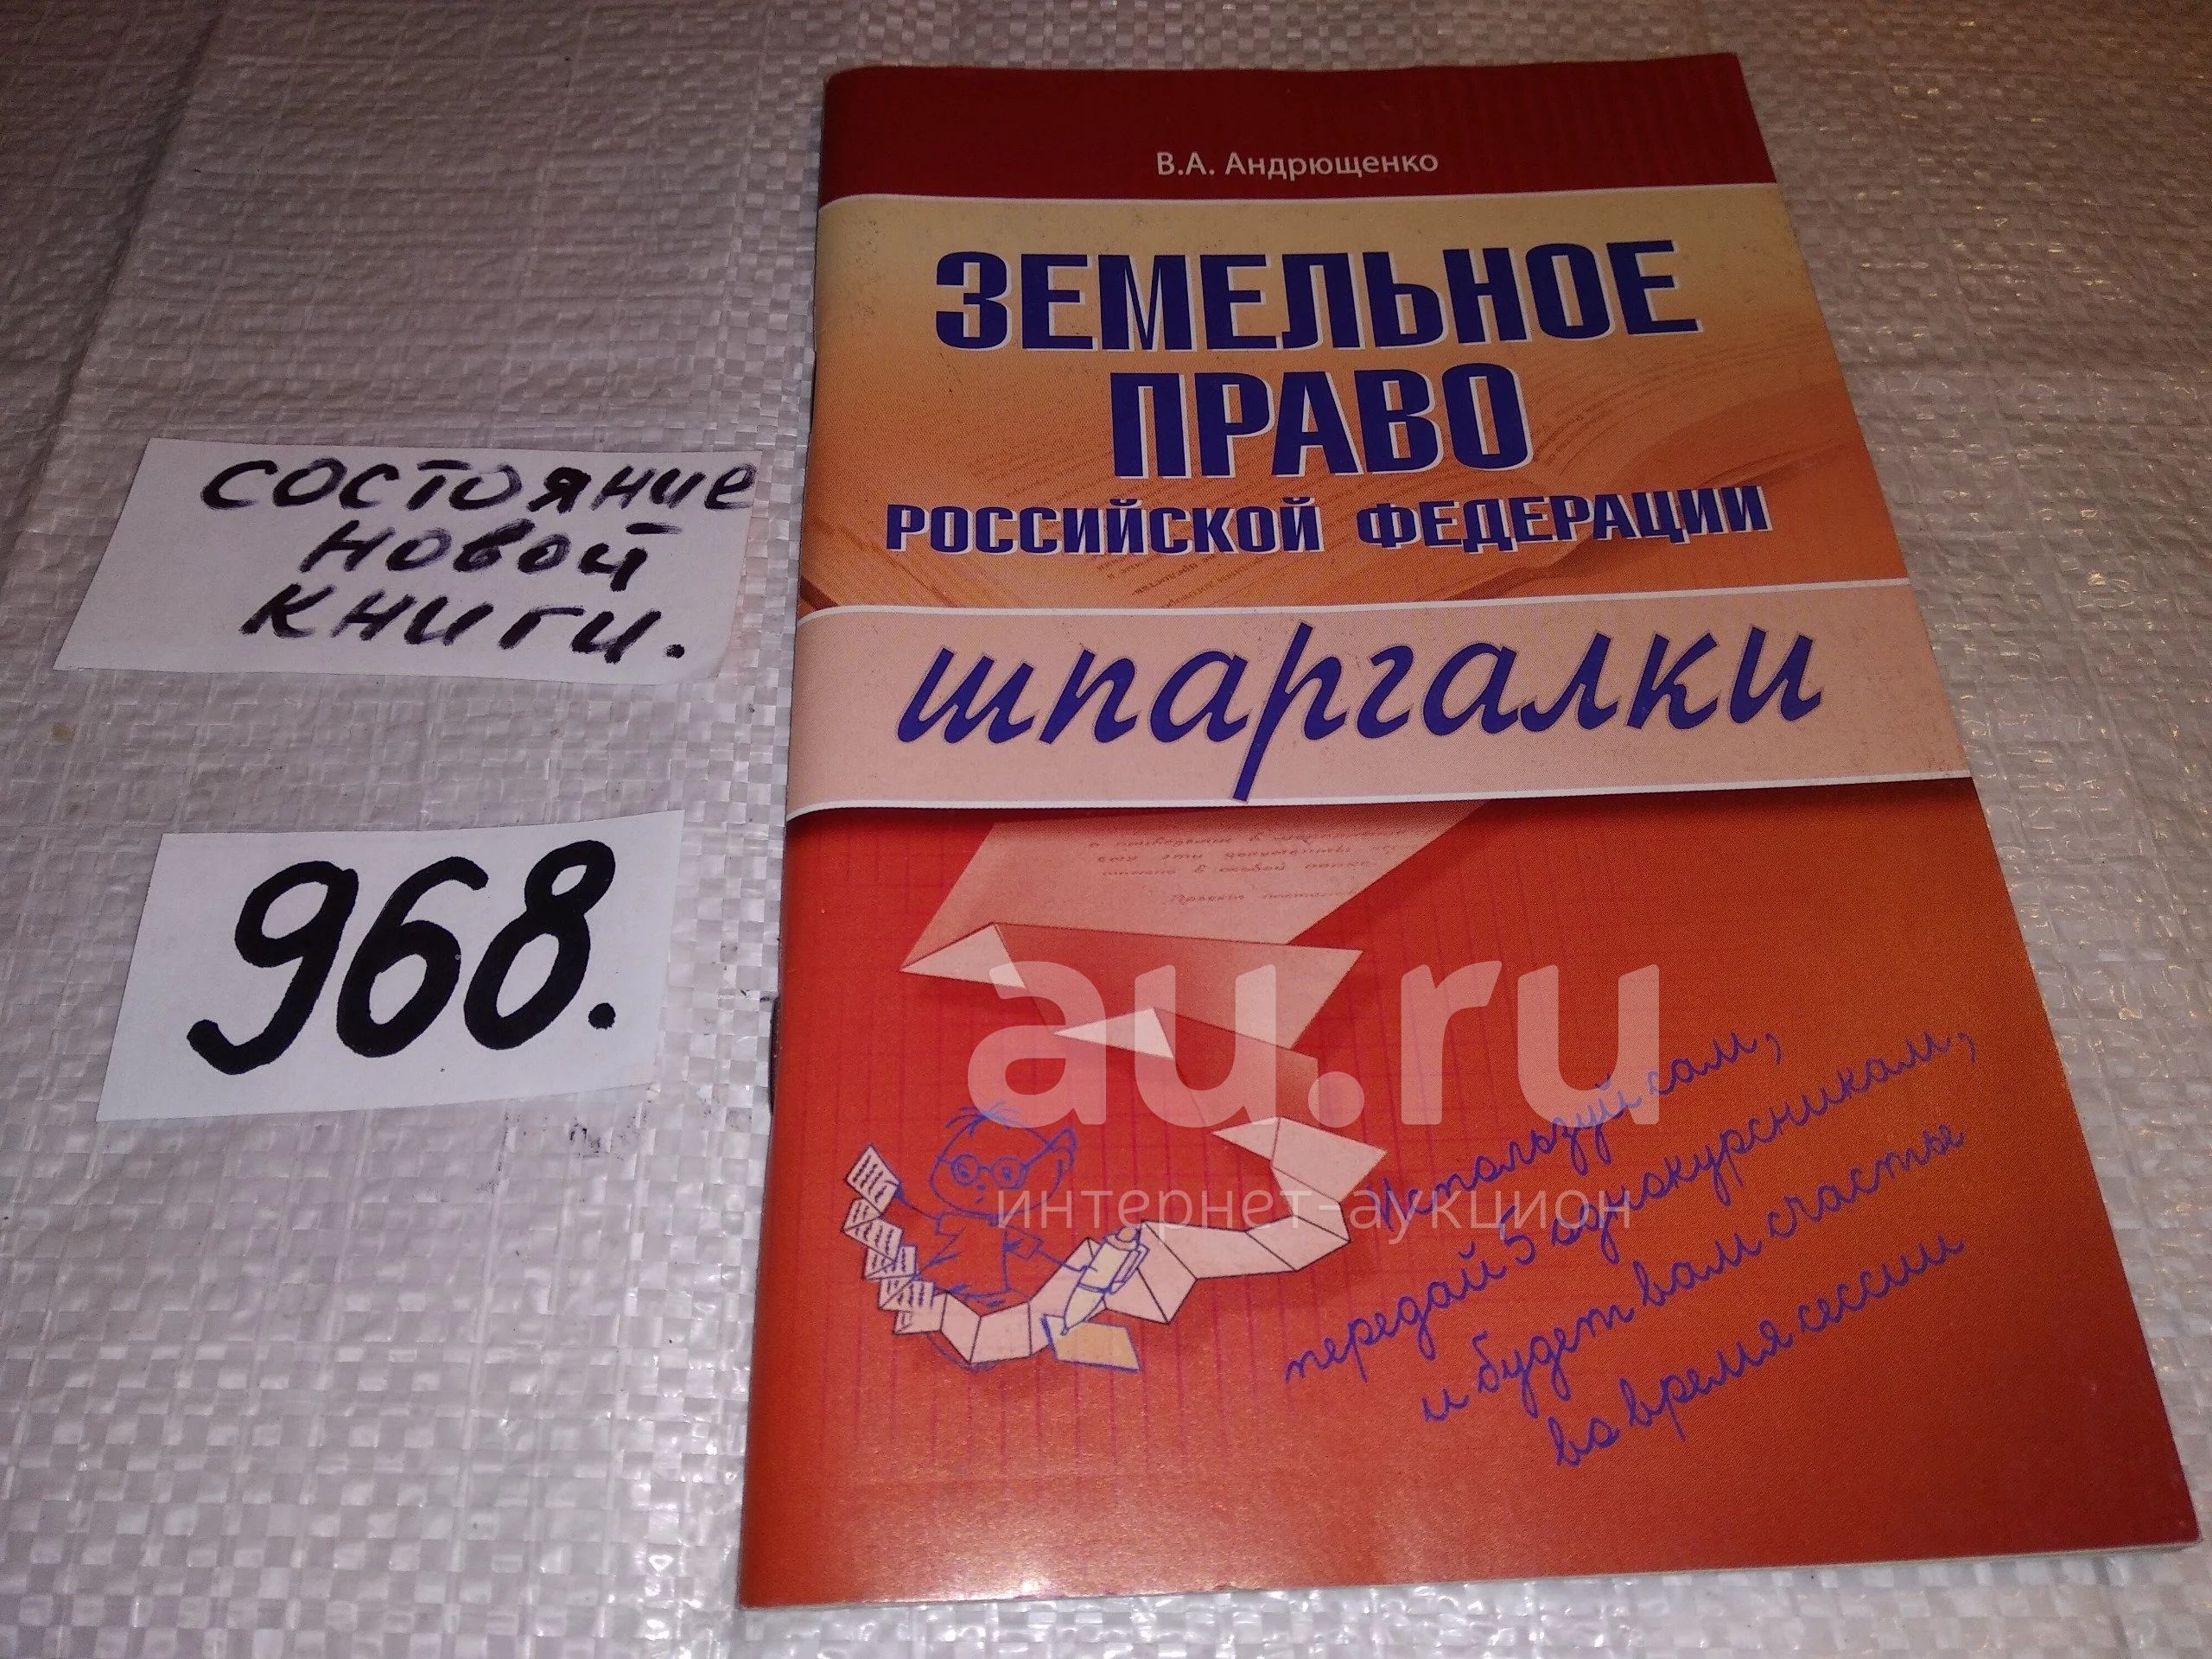 В.А. Андрющенко
ЗЕМЕЛЬНОЕ
ПРАВО
РОССИЙСКОЙ ФЕДЕРАЦИИ
шпаргалки
состояние
новой
книги.
968.
au.ru
интернет-аукцион
Используй сам,
передай 5 однокурсникам,
и будет вам счастье
во время сессии